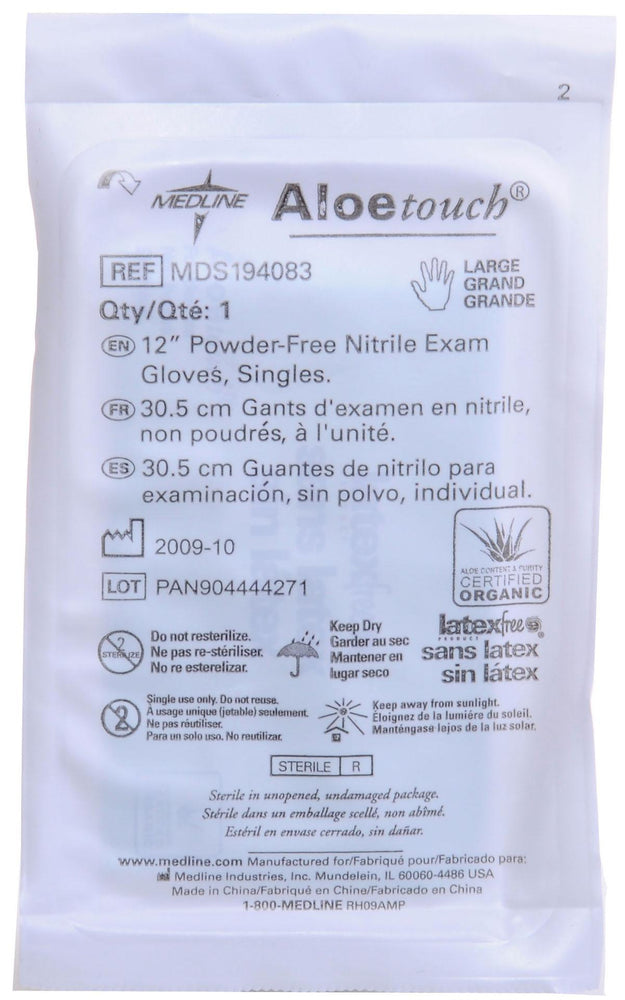 2
MEDLINE
Aloetouch®
REF MDS194083
LARGE
GRAND
GRANDE
Qty/Qté: 1
EN 12" Powder-Free Nitrile Exam
Gloves, Singles.
FR 30.5 cm Gants d'examen en nitrile,
non poudrés, à l'unité.
ES 30.5 cm Guantes de nitrilo para
examinación, sin polvo, individual.
2009-10
LOT PAN904444271
ALOE CONTENT & PURITY
CERTIFIED
ORGANIC
2
STERILIZE
Do not resterilize.
Ne pas re-stériliser.
No re esterelizar.
Keep Dry
Garder au sec
Mantener en
lugar seco
latexfree
PRODUCT
sans latex
sin látex
2
Single use only. Do not reuse.
À usage unique (jetable) seulement.
Ne pas réutiliser.
Para un solo uso. No reutilizar.
Keep away from sunlight.
Éloignez de la lumiére du soleil.
Manténgase lejos de la luz solar.
STERILE R
Sterile in unopened, undamaged package.
Stérile dans un emballage scellé, non abîmé.
Estéril en envase cerrado, sin dañar.
www.medline.com Manufactured for/Fabriqué pour/Fabricado para:
Medline Industries, Inc. Mundelein, IL 60060-4486 USA
Made in China/Fabriqué en Chine/Fabricado en China
1-800-MEDLINE RH09AMP